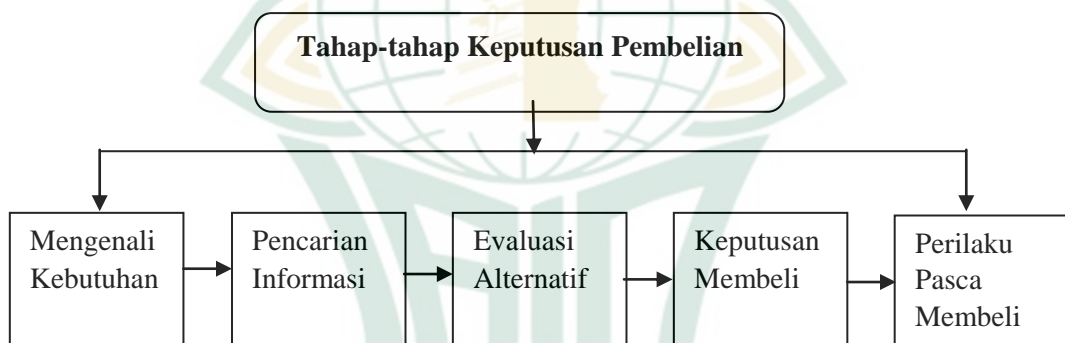 Tahap-tahap Keputusan Pembelian
Mengenali
Kebutuhan
Pencarian
Informasi
Evaluasi
Alternatif
Keputusan
Membeli
Perilaku
Pasca
Membeli